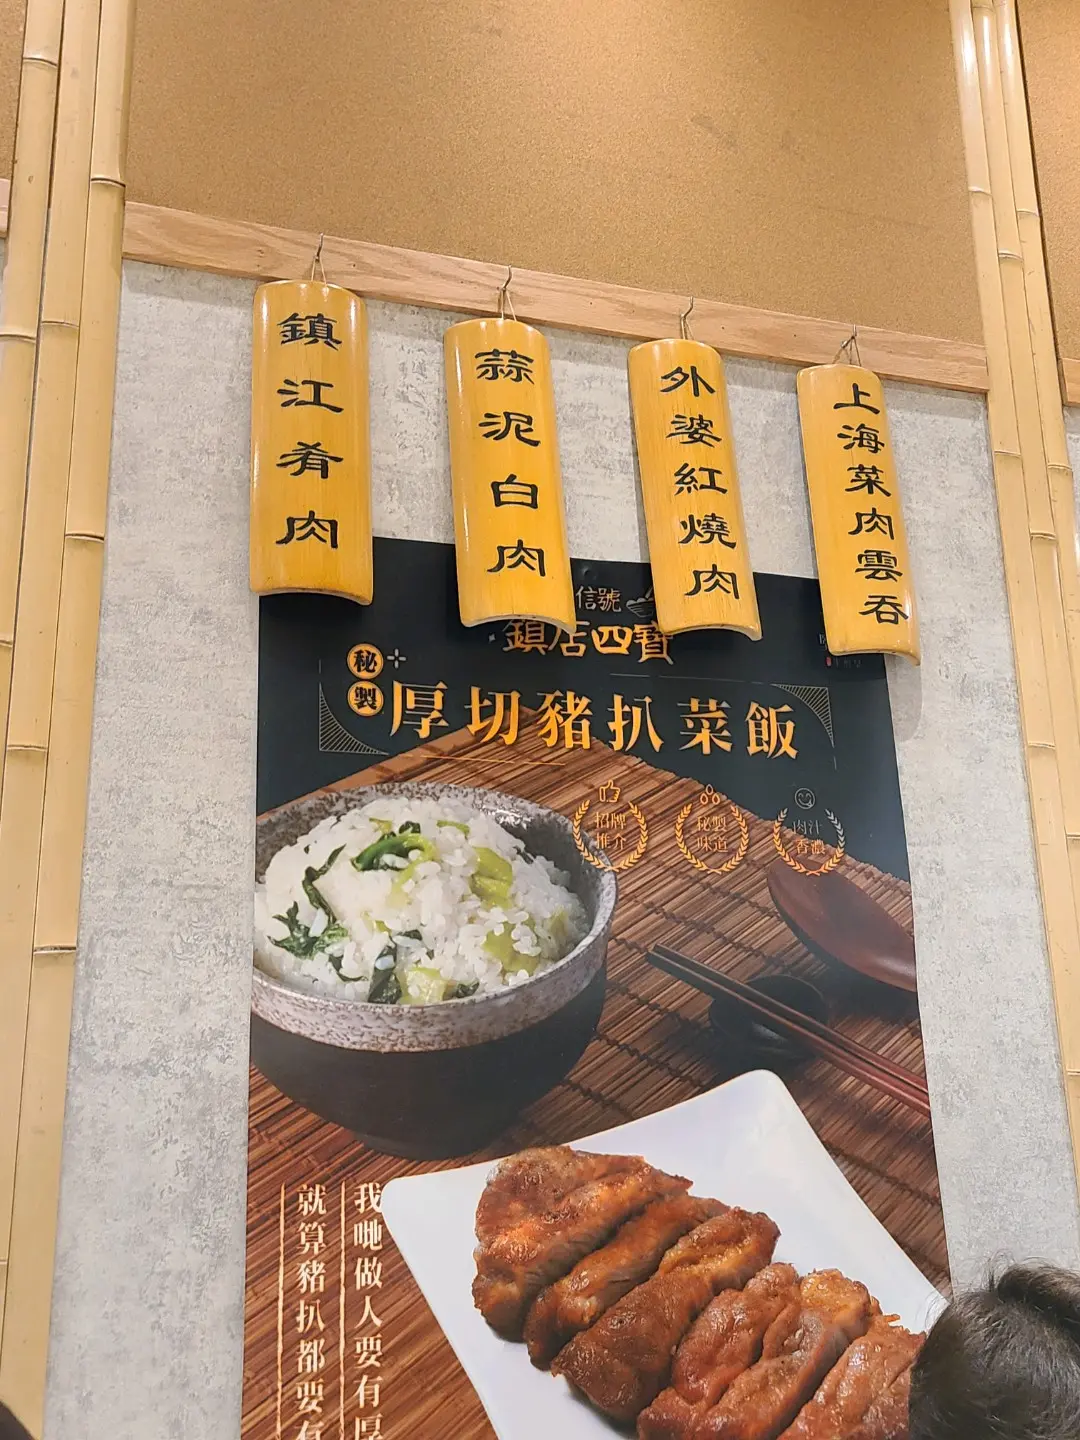 鎮江肴肉
蒜泥白肉
外婆紅燒肉
上海菜肉雲吞
信號
鎮店四寶
秘製
厚切豬扒菜飯
招牌
推介
秘製
味道
肉汁
香濃
我哋做人要有厚
就算豬扒都要有